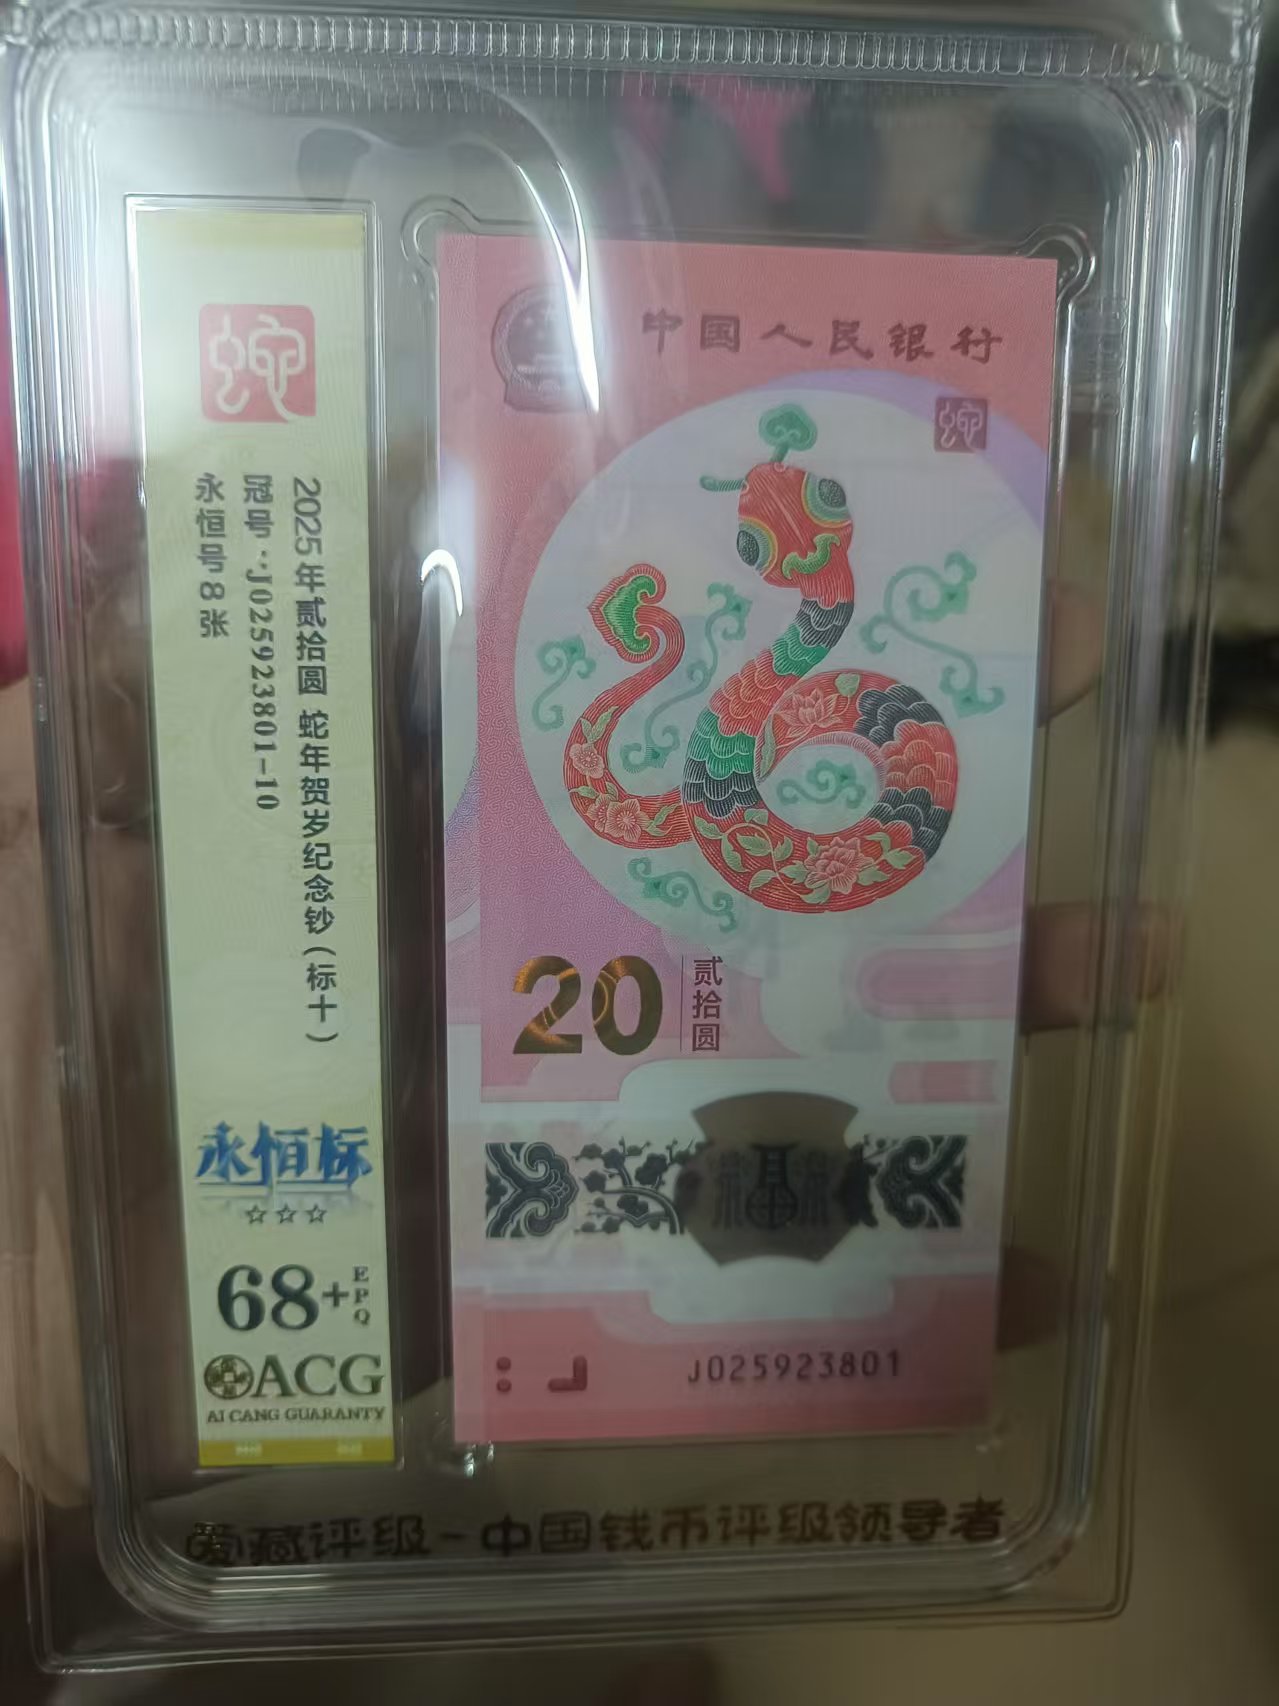 蛇
2025年贰拾圆 蛇年贺岁纪念钞（标十）
冠号：J025923801-10
永恒号8张
永恒标
☆☆☆
68+EPQ
ACG
AI CANG GUARANTY
中国人民银行
蛇
20
贰拾圆
J025923801
爱藏评级-中国钱币评级领导者